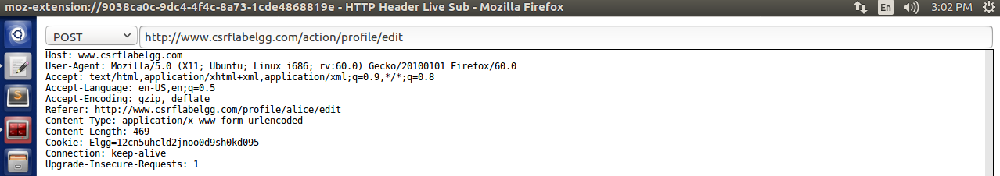 moz-extension://9038ca0c-9dc4-4f4c-8a73-1cde4868819e - HTTP Header Live Sub - Mozilla Firefox En 3:02 PM
POST http://www.csrflabelgg.com/action/profile/edit
Host: www.csrflabelgg.com
User-Agent: Mozilla/5.0 (X11; Ubuntu; Linux i686; rv:60.0) Gecko/20100101 Firefox/60.0
Accept: text/html,application/xhtml+xml,application/xml;q=0.9,*/*;q=0.8
Accept-Language: en-US,en;q=0.5
Accept-Encoding: gzip, deflate
Referer: http://www.csrflabelgg.com/profile/alice/edit
Content-Type: application/x-www-form-urlencoded
Content-Length: 469
Cookie: Elgg=12cn5uhcld2jnoo0d9sh0kd095
Connection: keep-alive
Upgrade-Insecure-Requests: 1